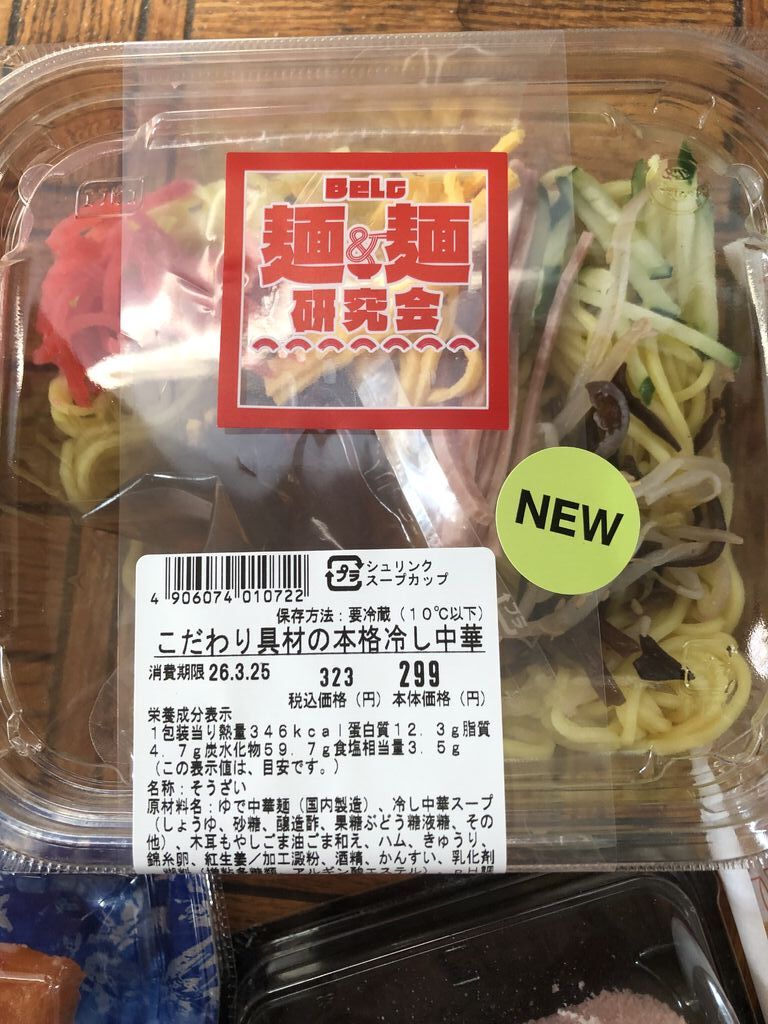 BeLC
麺&麺
研究会
NEW
4 906074 010722
プラ
シュリンク
スープカップ
保存方法:要冷蔵(10℃以下)
こだわり具材の本格冷し中華
消費期限 26.3.25 323 299
税込価格(円) 本体価格(円)
栄養成分表示
1包装当り熱量346kcal蛋白質12.3g脂質
4.7g炭水化物59.7g食塩相当量3.5g
(この表示値は、目安です。)
名称:そうざい
原材料名:ゆで中華麺(国内製造)、冷し中華スープ
(しょうゆ、砂糖、醸造酢、果糖ぶどう糖液糖、その
他)、木耳もやしごま油ごま和え、ハム、きゅうり、
錦糸卵、紅生姜/加工澱粉、酒精、かんすい、乳化剤